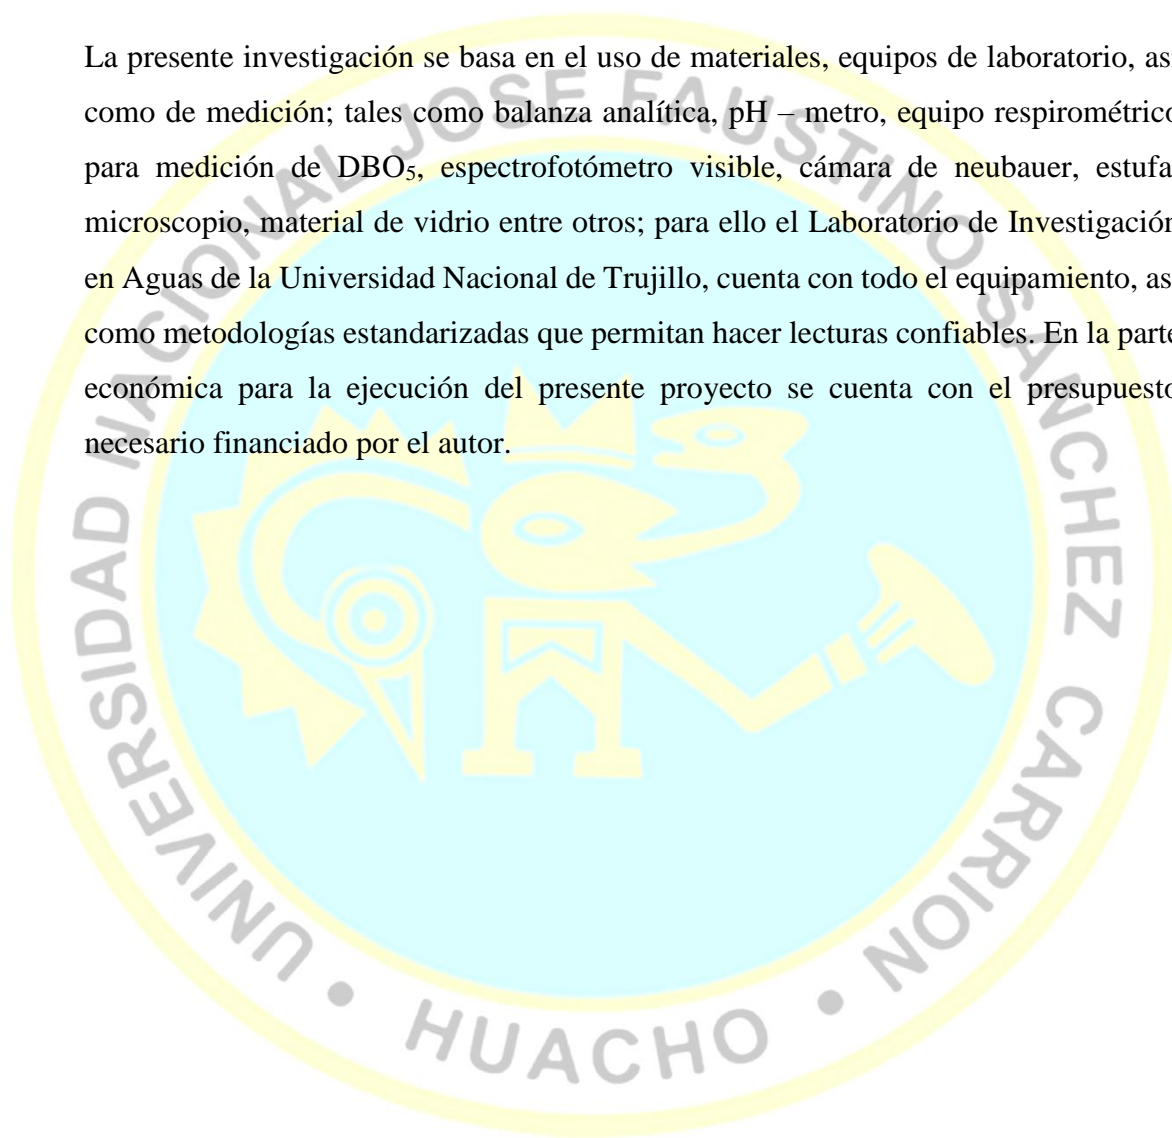 La presente investigación se basa en el uso de materiales, equipos de laboratorio, as
como de medición; tales como balanza analítica, pH – metro, equipo respirométrico
para medición de DBO₅, espectrofotómetro visible, cámara de neubauer, estufa
microscopio, material de vidrio entre otros; para ello el Laboratorio de Investigación
en Aguas de la Universidad Nacional de Trujillo, cuenta con todo el equipamiento, as
como metodologías estandarizadas que permitan hacer lecturas confiables. En la parte
económica para la ejecución del presente proyecto se cuenta con el presupuesto
necesario financiado por el autor.
UNIVERSIDAD NACIONAL JOSE FAUSTINO SANCHEZ CARRION • HUACHO •